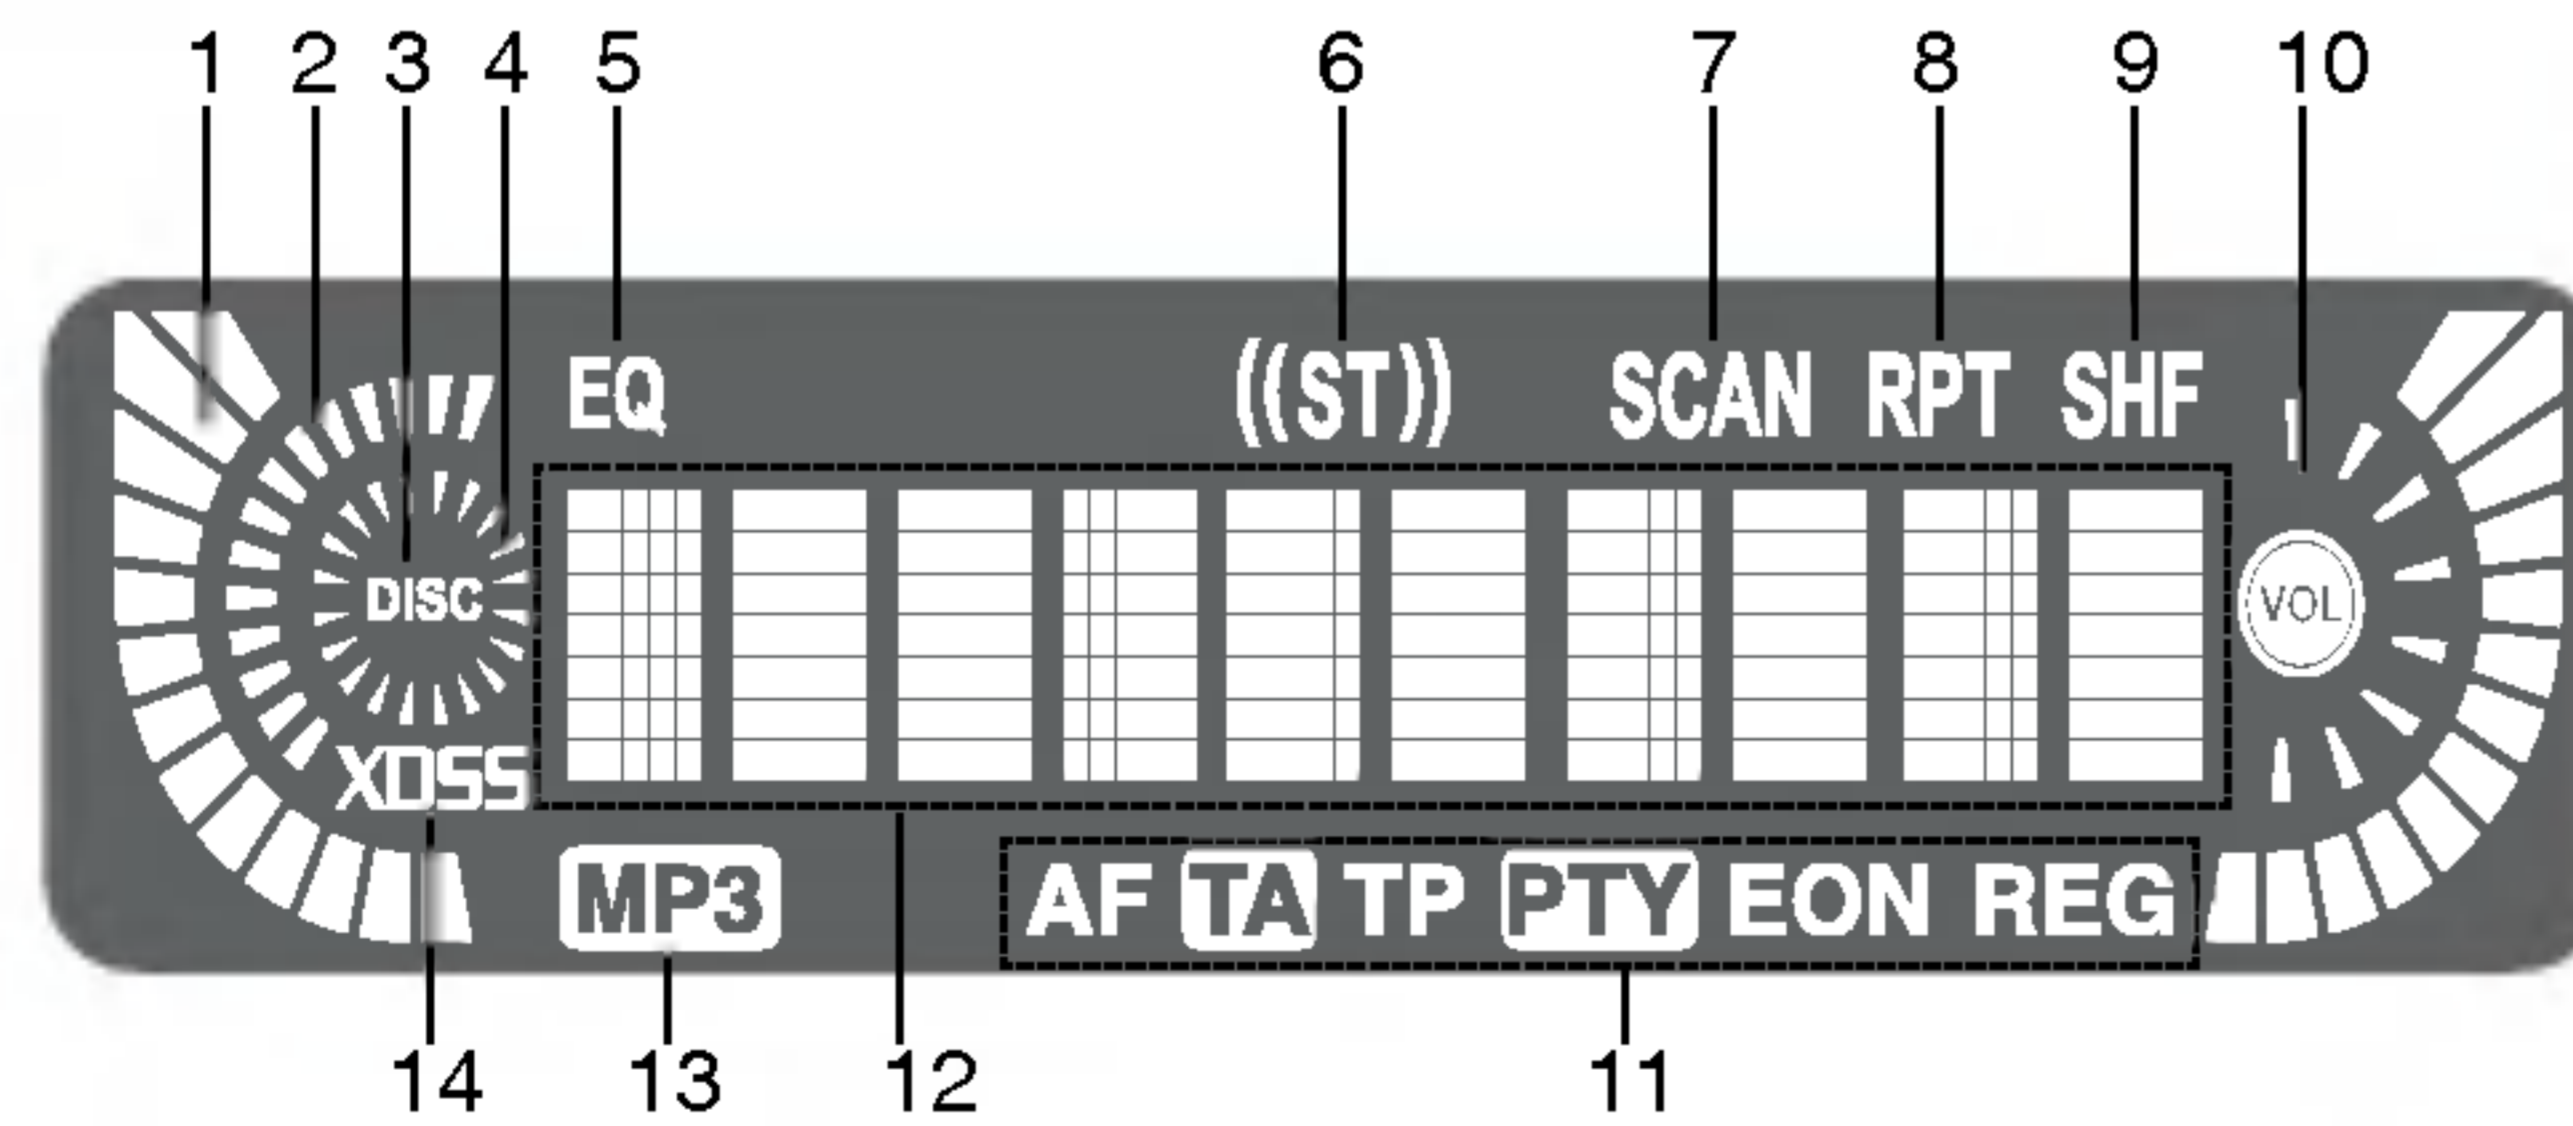 1 2 3 4 5 6 7 8 9 10
EQ ((ST)) SCAN RPT SHF
DISC VOL
XDSS
MP3 AF TA TP PTY EON REG
14 13 12 11